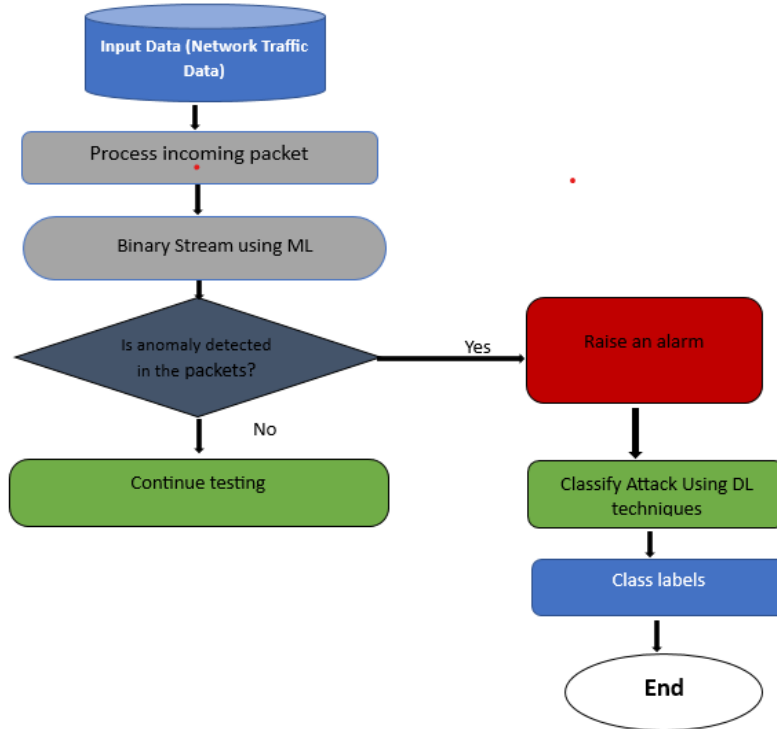 Input Data (Network Traffic
Data)
Process incoming packet
Binary Stream using ML
Is anomaly detected
in the packets?
Yes
Raise an alarm
No
Continue testing
Classify Attack Using DL
techniques
Class labels
End